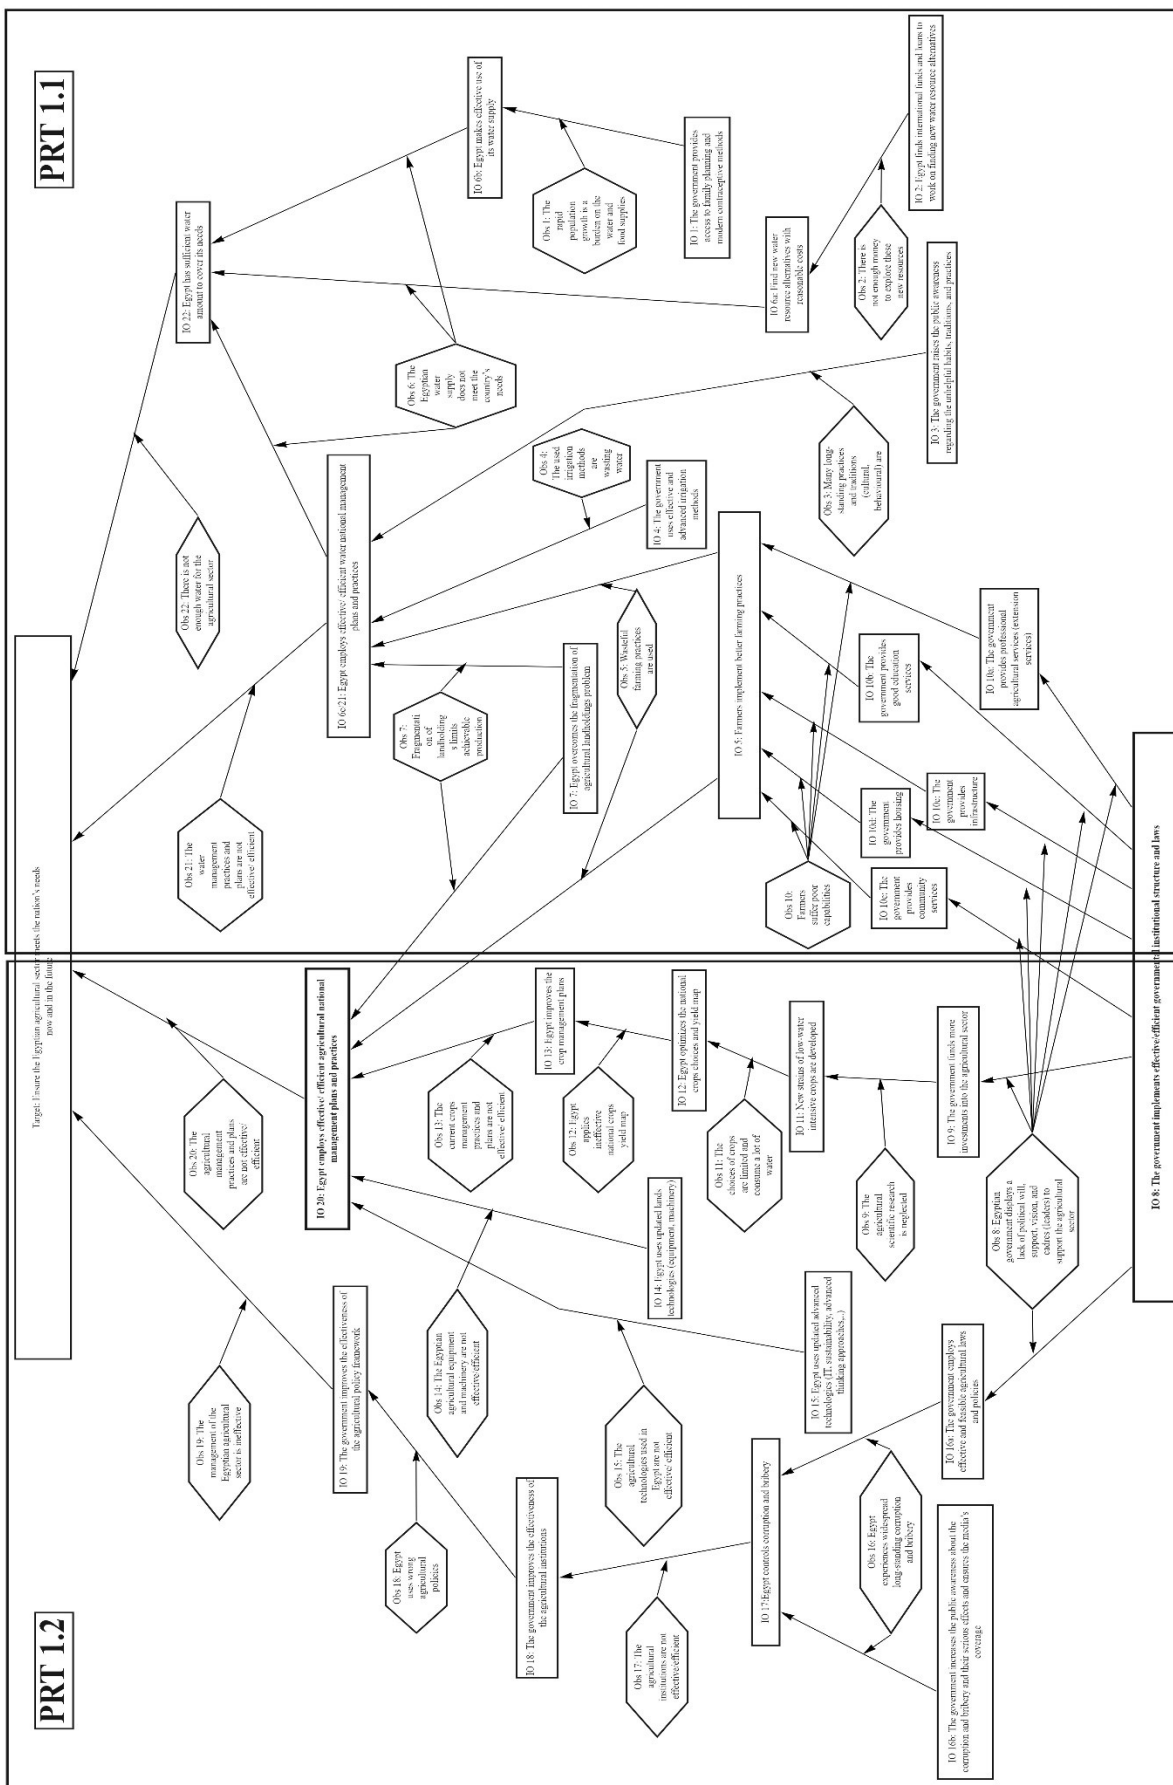 PRT 1.2
PRT 1.1
Target: Ensure the Egyptian agricultural sector meets the nation's needs
now and in the future
Obs 19: The
management of the
Egyptian agricultural
sector is ineffective
Obs 20: The
agricultural
management
practices and plans
are not effective/
efficient
Obs 21: The
water
management
practices and
plans are not
effective/ efficient
Obs 22: There is not
enough water for the
agricultural sector
IO 22: Egypt has sufficient water
amount to cover its needs
IO 19: The government improves the effectiveness of
the agricultural policy framework
IO 20: Egypt employs effective/ efficient agricultural national
management plans and practices
IO 6c/21: Egypt employs effective/ efficient water national management
plans and practices
Obs 18: Egypt
uses wrong
agricultural
policies
Obs 14: The Egyptian
agricultural equipment
and machinery are not
effective/efficient
Obs 13: The
current crops
management
practices and
plans are not
effective/ efficient
Obs 7:
Fragmentati
on of
landholding
s limits
achievable
production
Obs 6: The
Egyptian
water
supply
does not
meet the
country's
needs
IO 6b: Egypt makes effective use of
its water supply
IO 18: The government improves the effectiveness of
the agricultural institutions
IO 13: Egypt improves the
crop management plans
Obs 12: Egypt
applies
ineffective
national crops
yield map
IO 7: Egypt overcomes the fragmentation of
agricultural landholdings problem
Obs 4:
The used
irrigation
methods
are
wasting
water
Obs 1: The
rapid
population
growth is a
burden on the
water and
food supplies
Obs 17: The
agricultural
institutions are not
effective/efficient
Obs 15: The
agricultural
technologies used in
Egypt are not
effective/ efficient
IO 14: Egypt uses updated lands
technologies (equipment, machinery)
IO 12: Egypt optimizes the national
crops choices and yield map
Obs 5: Wasteful
farming practices
are used
IO 4: The government
uses effective and
advanced irrigation
methods
IO 1: The government provides
access to family planning and
modern contraceptive methods
IO 17:Egypt controls corruption and bribery
Obs 11: The
choices of crops
are limited and
consume a lot of
water
IO 5: Farmers implement better farming practices
IO 6a: Find new water
resource alternatives with
reasonable costs
IO 15: Egypt uses updated advanced
technologies (IT, sustainability, advanced
thinking approaches,..)
IO 11: New strains of low-water
intensive crops are developed
Obs 10:
Farmers
suffer poor
capabilities
Obs 3: Many long-
standing practices
and traditions
(cultural,
behavioural) are
Obs 2: There is
not enough money
to explore these
new resources
Obs 16: Egypt
experiences widespread
long-standing corruption
and bribery
Obs 9: The
agricultural
scientific research
is neglected
IO 10d: The
government
provides housing
IO 10b: The
government provides
good education
services
IO 10e: The
government
provides
community
services
IO 10c: The
government
provides
infrastructure
IO 2: Egypt finds international funds and loans to
work on finding new water resource alternatives
IO 16b: The government increases the public awareness about the
corruption and bribery and their serious effects and ensures the media's
coverage
IO 16a: The government employs
effective and feasible agricultural laws
and policies
IO 9: The government funds more
investments into the agricultural sector
IO 10a: The government
provides professional
agricultural services (extension
services)
IO 3: The government raises the public awareness
regarding the unhelpful habits, traditions, and practices
Obs 8: Egyptian
government displays a
lack of political will,
support, vision, and
cadres (leaders) to
support the agricultural
sector
IO 8: The government implements effective/efficient governmental institutional structure and laws